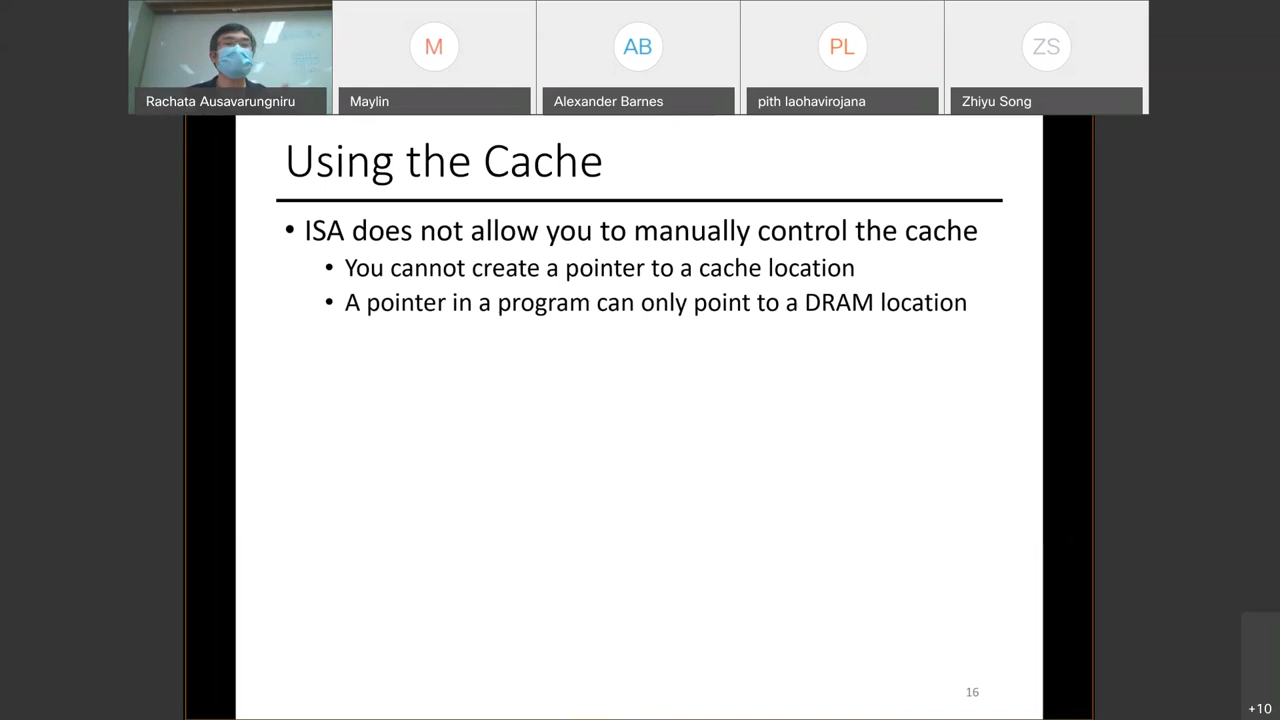 M
AB
PL
ZS
Rachata Ausavarungniru
Maylin
Alexander Barnes
pith laohavirojana
Zhiyu Song
Using the Cache
• ISA does not allow you to manually control the cache
• You cannot create a pointer to a cache location
• A pointer in a program can only point to a DRAM location
16
+10